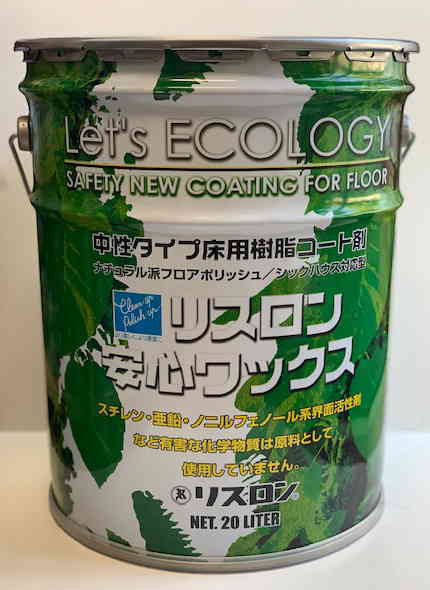 Let's ECOLOGY
SAFETY NEW COATING FOR FLOOR
中性タイプ床用樹脂コート剤
ナチュラル派フロアポリッシュ/シックハウス対応型
Clean up
Polish up
リスロン
安心ワックス
スチレン・亜鉛・ノニルフェノール系界面活性剤
など有害な化学物質は原料として
使用していません。
リスロン®
NET. 20 LITER